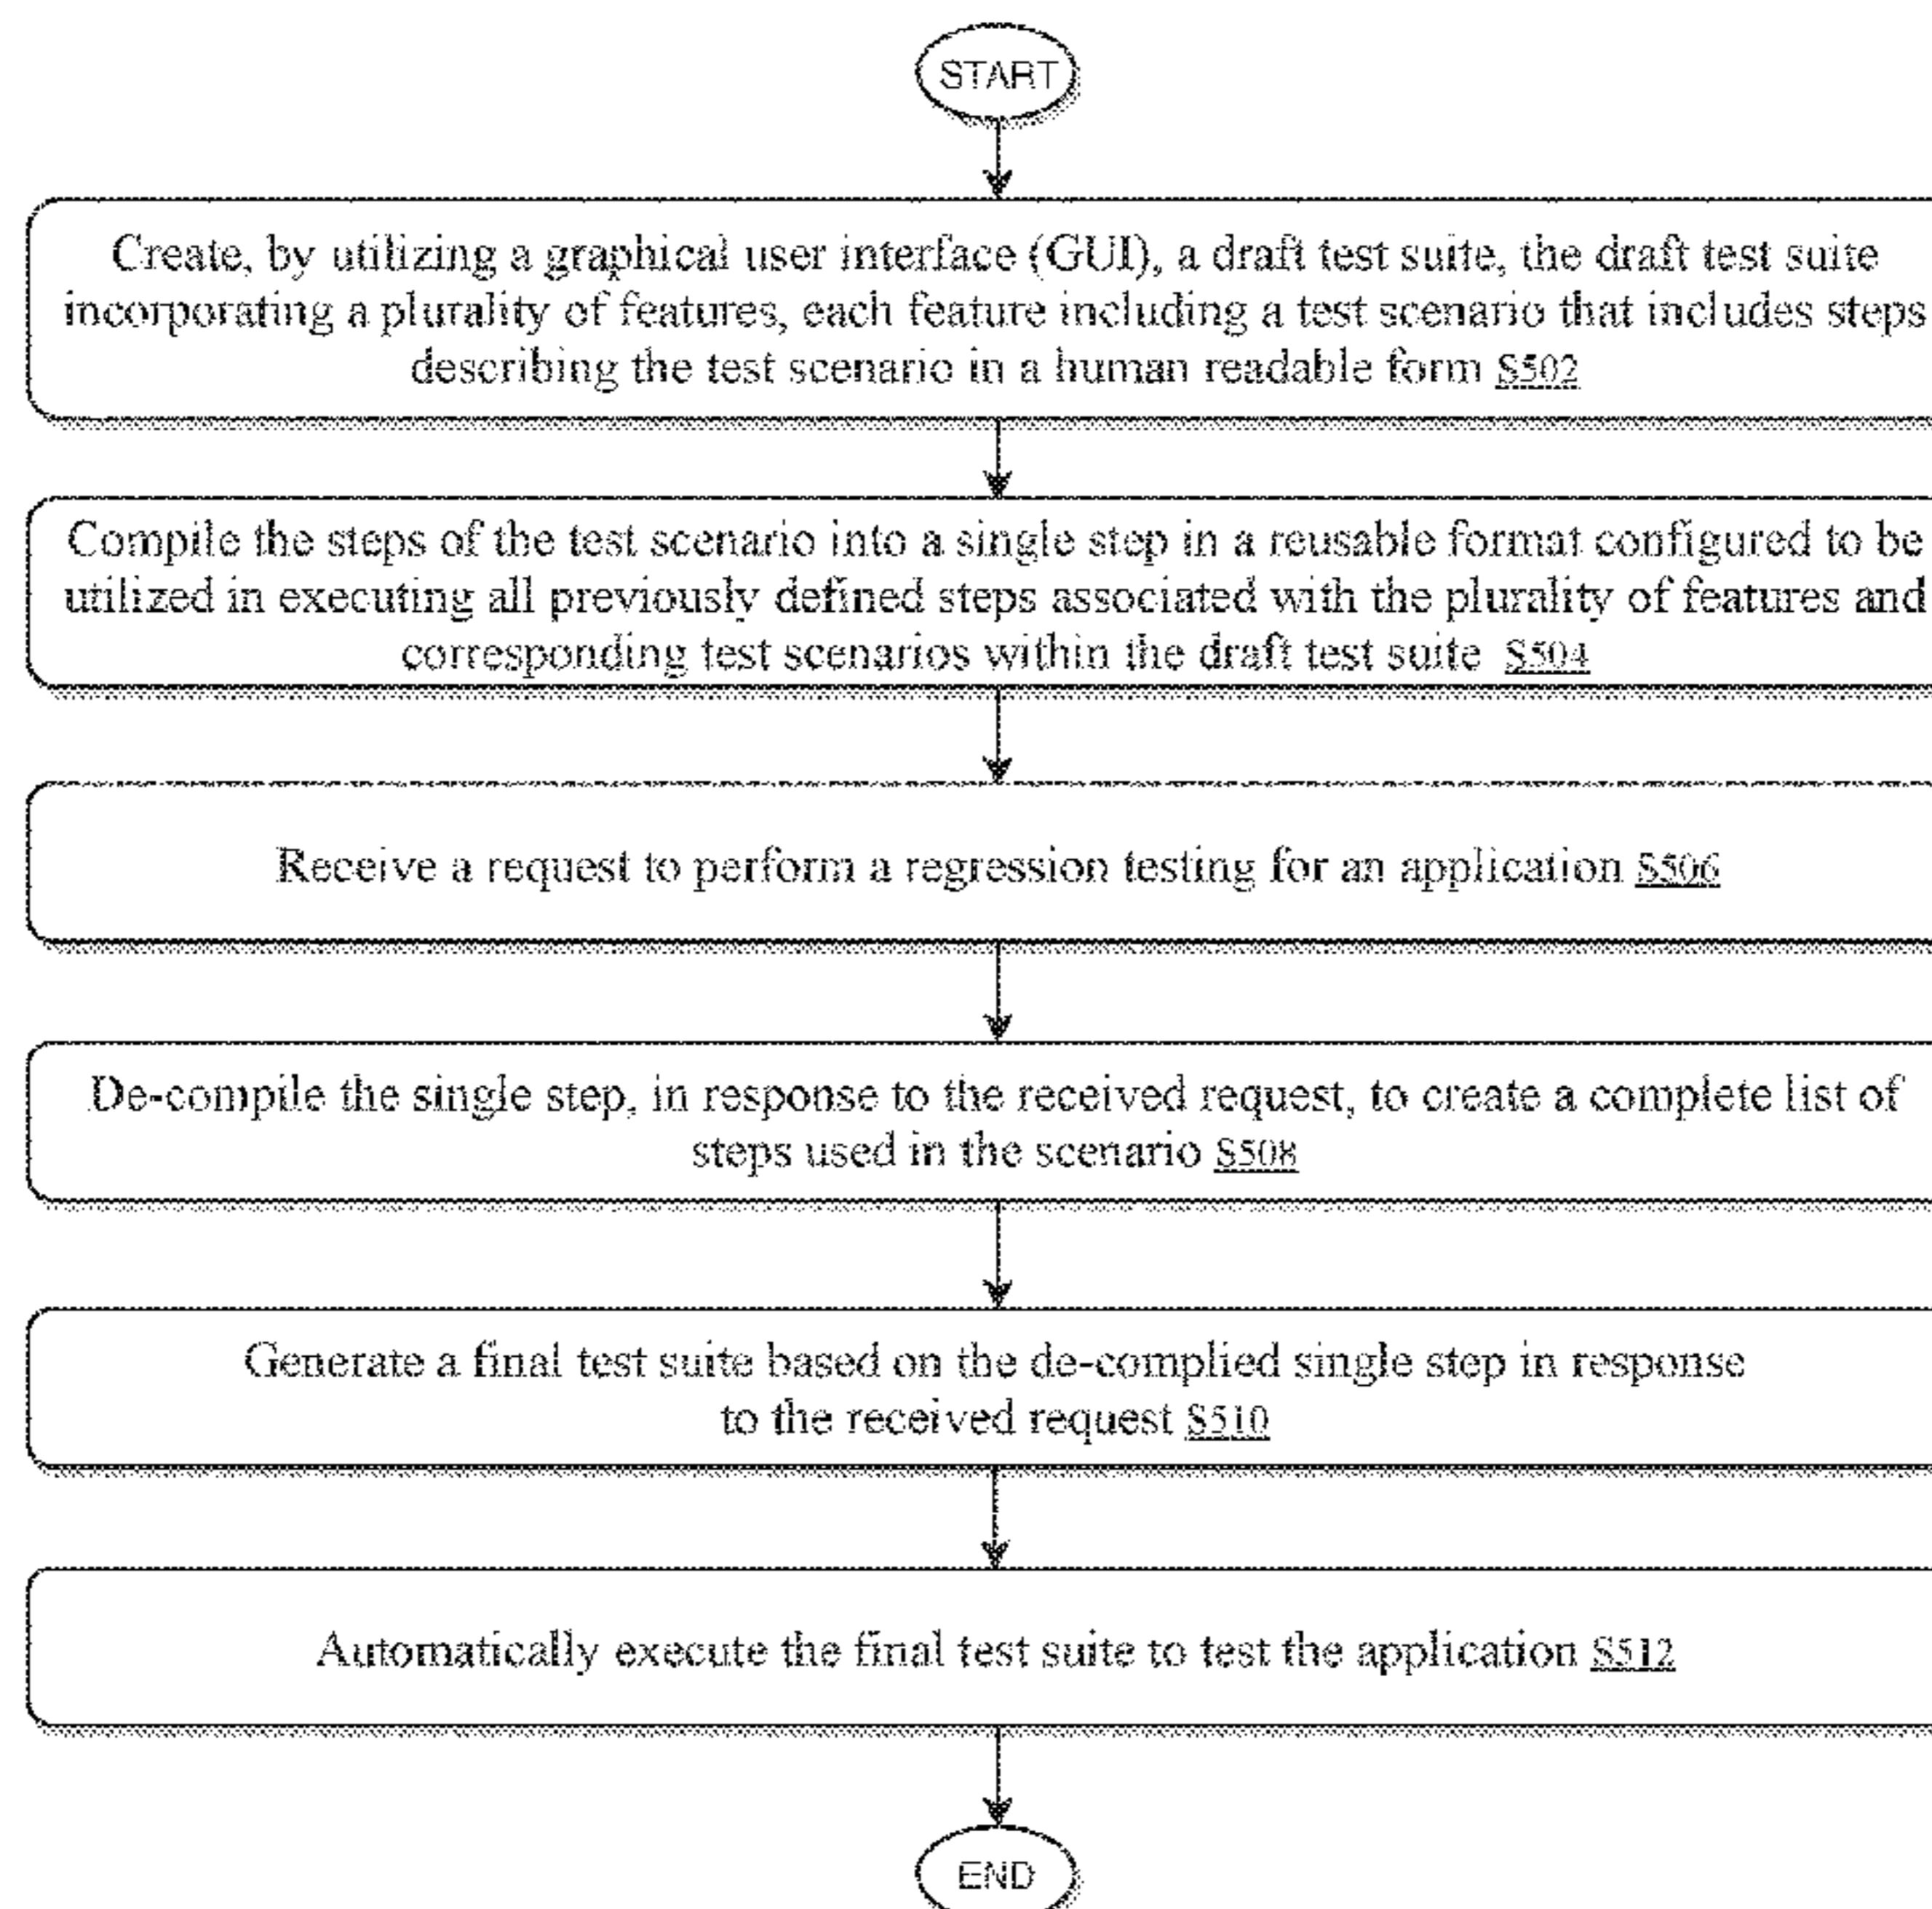 START
Create, by utilizing a graphical user interface (GUI), a draft test suite, the draft test suite
incorporating a plurality of features, each feature including a test scenario that includes steps
describing the test scenario in a human readable form S502
Compile the steps of the test scenario into a single step in a reusable format configured to be
utilized in executing all previously defined steps associated with the plurality of features and
corresponding test scenarios within the draft test suite S504
Receive a request to perform a regression testing for an application S506
De-compile the single step, in response to the received request, to create a complete list of
steps used in the scenario S508
Generate a final test suite based on the de-complied single step in response
to the received request S510
Automatically execute the final test suite to test the application S512
END